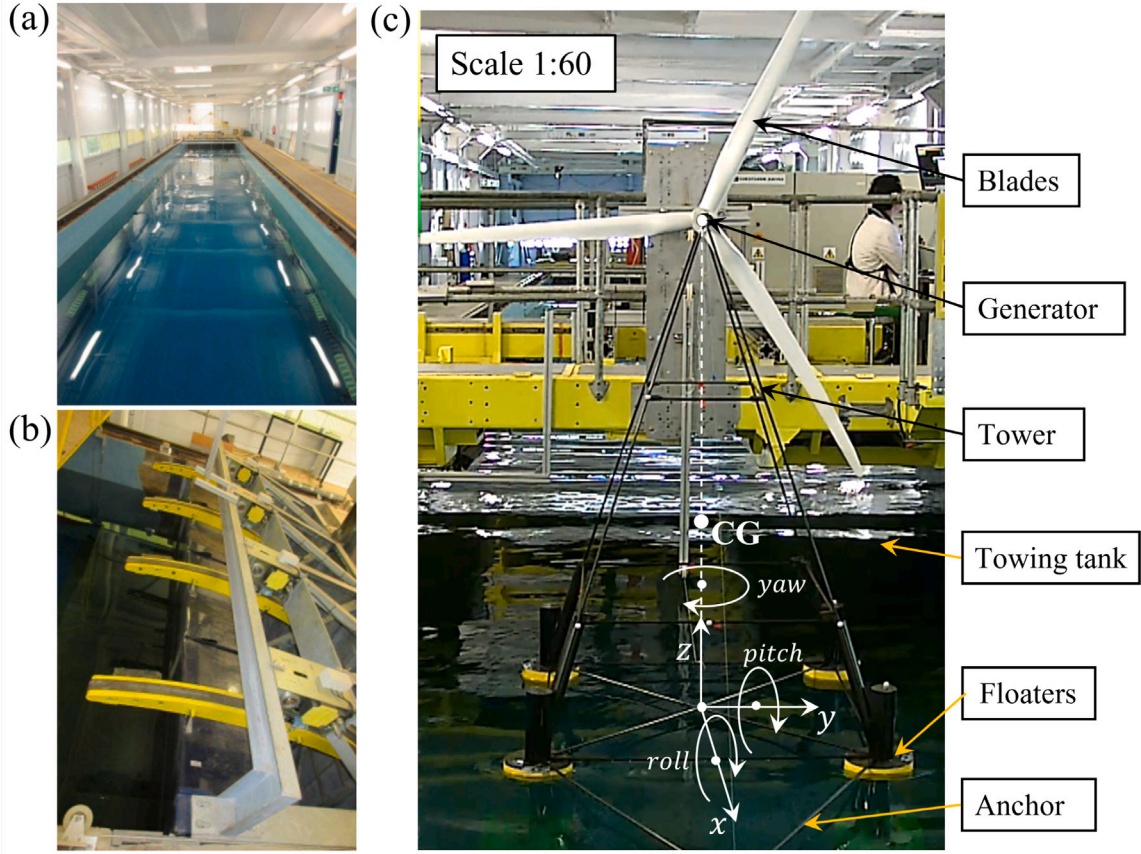 (a)
(b)
(c)
Scale 1:60
Blades
Generator
Tower
CG
Towing tank
yaw
z
pitch
y
Floaters
roll
x
Anchor